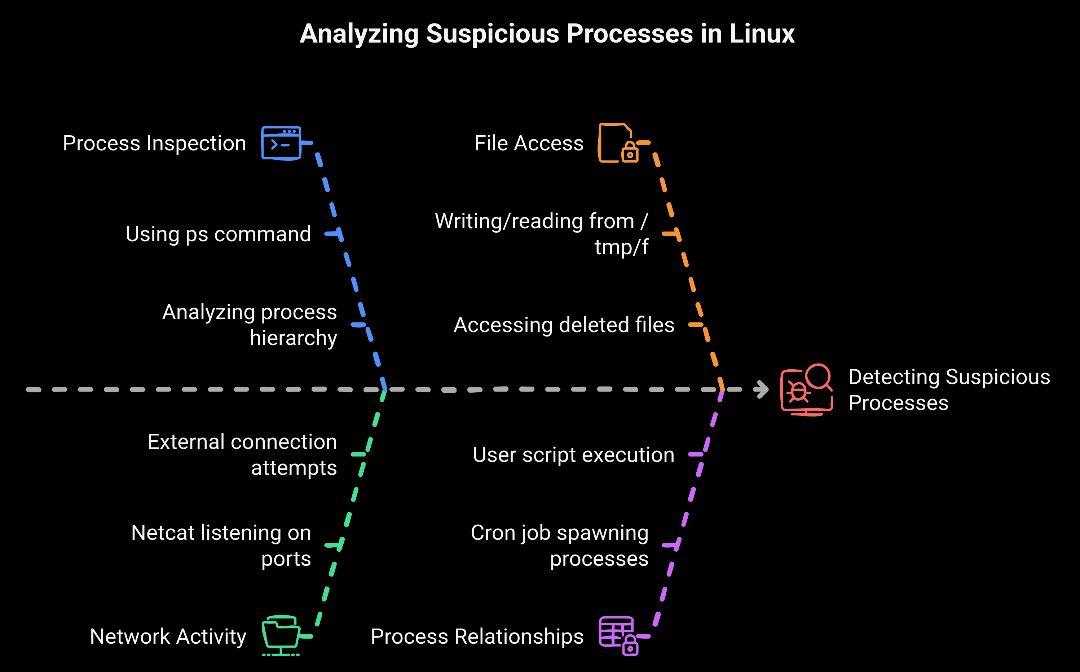 Analyzing Suspicious Processes in Linux
Process Inspection
Using ps command
Analyzing process
hierarchy
File Access
Writing/reading from /
tmp/f
Accessing deleted files
Detecting Suspicious
Processes
External connection
attempts
Netcat listening on
ports
Network Activity
User script execution
Cron job spawning
processes
Process Relationships